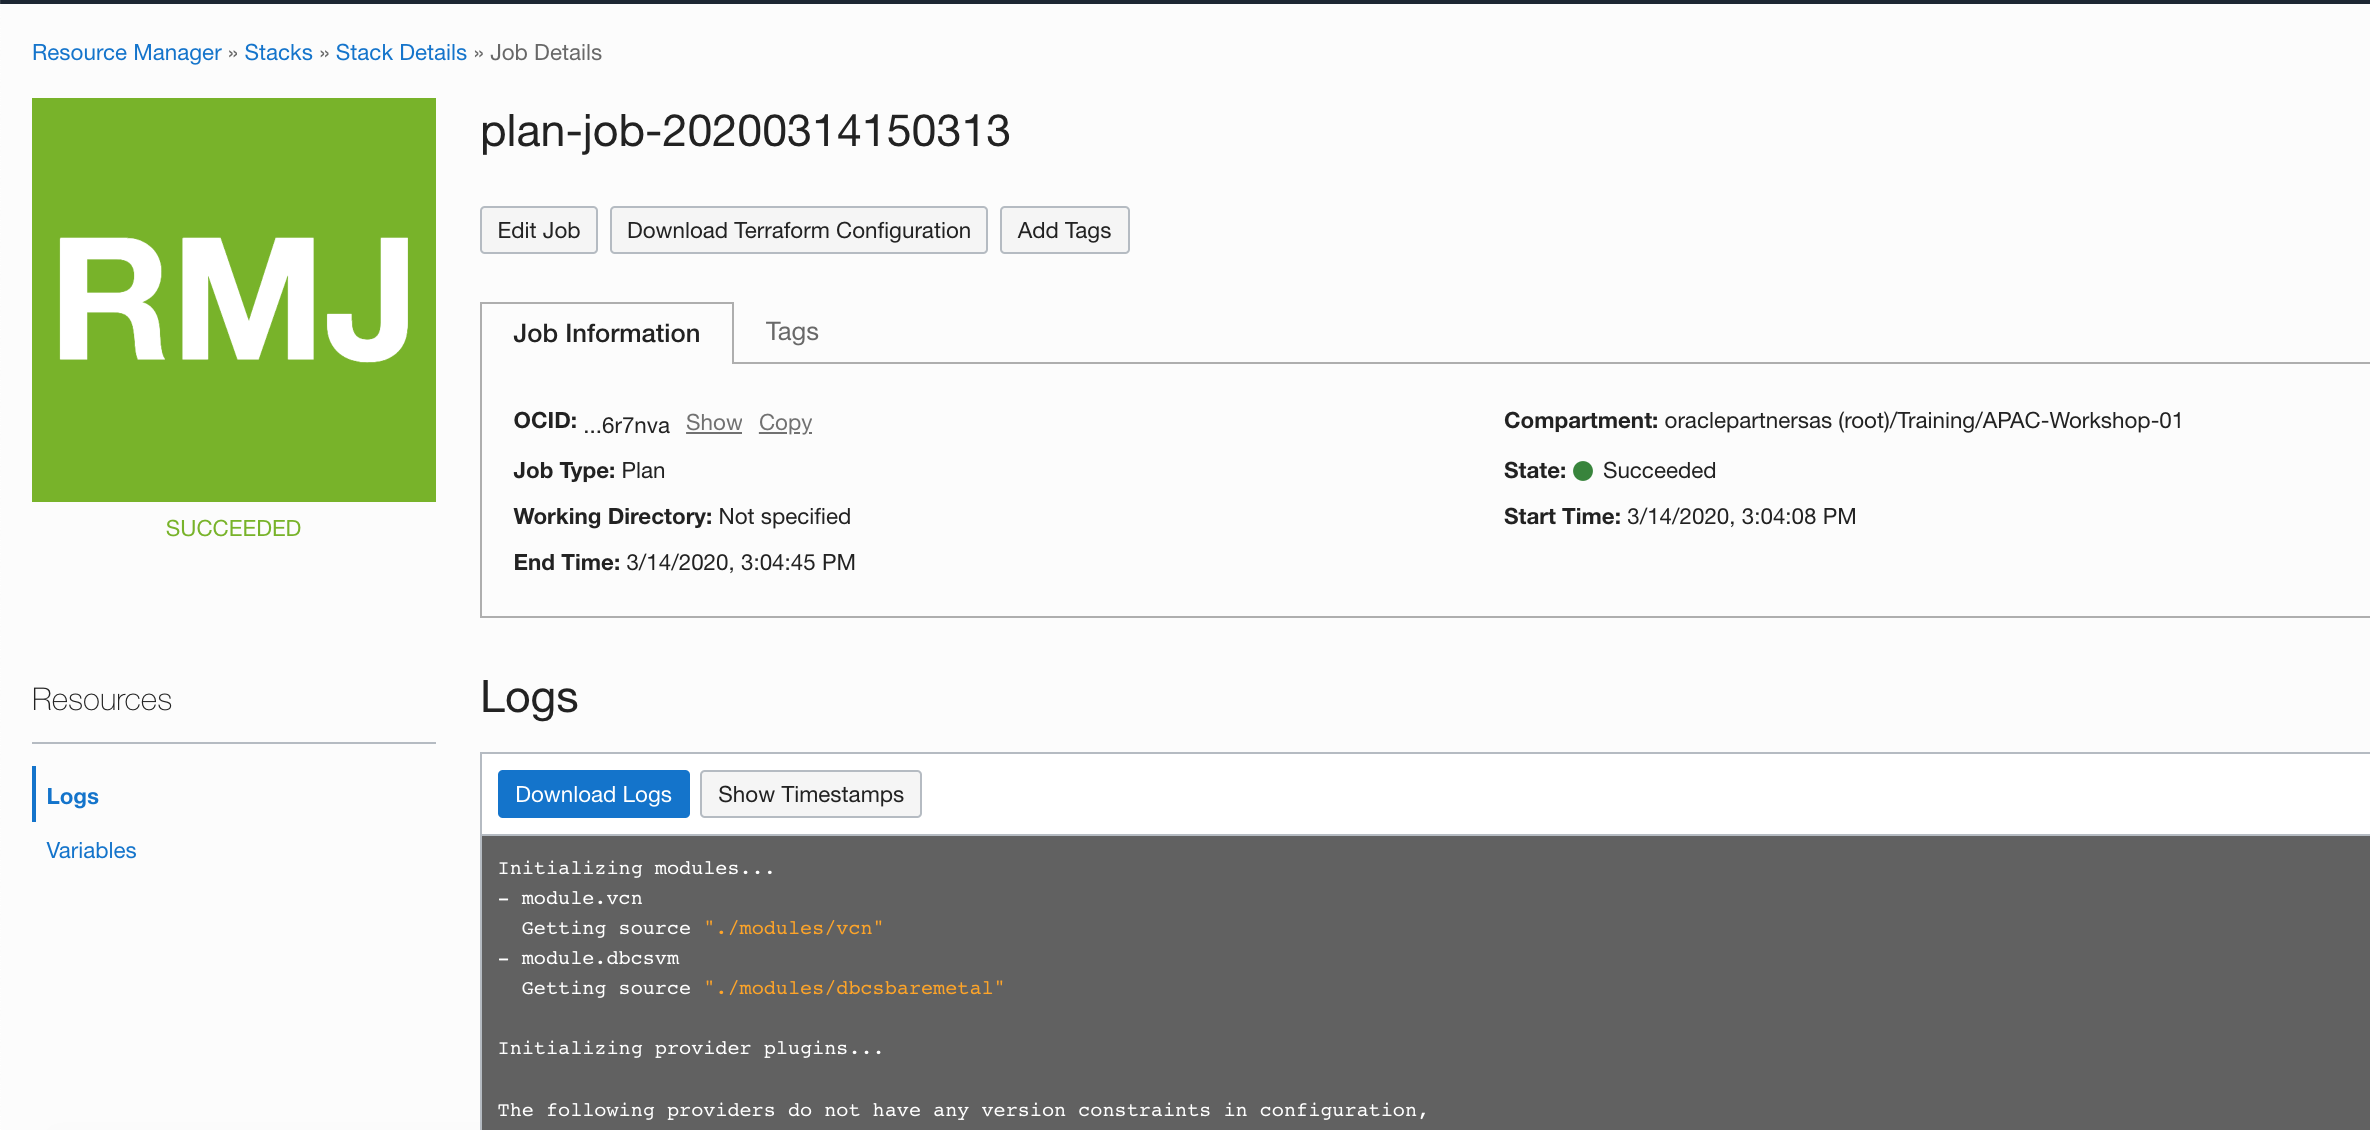 Resource Manager » Stacks » Stack Details » Job Details
RMJ
SUCCEEDED
plan-job-20200314150313
Edit Job
Download Terraform Configuration
Add Tags
Job Information
Tags
OCID: ...6r7nva Show Copy
Job Type: Plan
Working Directory: Not specified
End Time: 3/14/2020, 3:04:45 PM
Compartment: oraclepartnersas (root)/Training/APAC-Workshop-01
State: Succeeded
Start Time: 3/14/2020, 3:04:08 PM
Resources
Logs
Variables
Logs
Download Logs
Show Timestamps
Initializing modules...
- module.vcn
Getting source "./modules/vcn"
- module.dbcsvm
Getting source "./modules/dbcsbaremetal"
Initializing provider plugins...
The following providers do not have any version constraints in configuration,